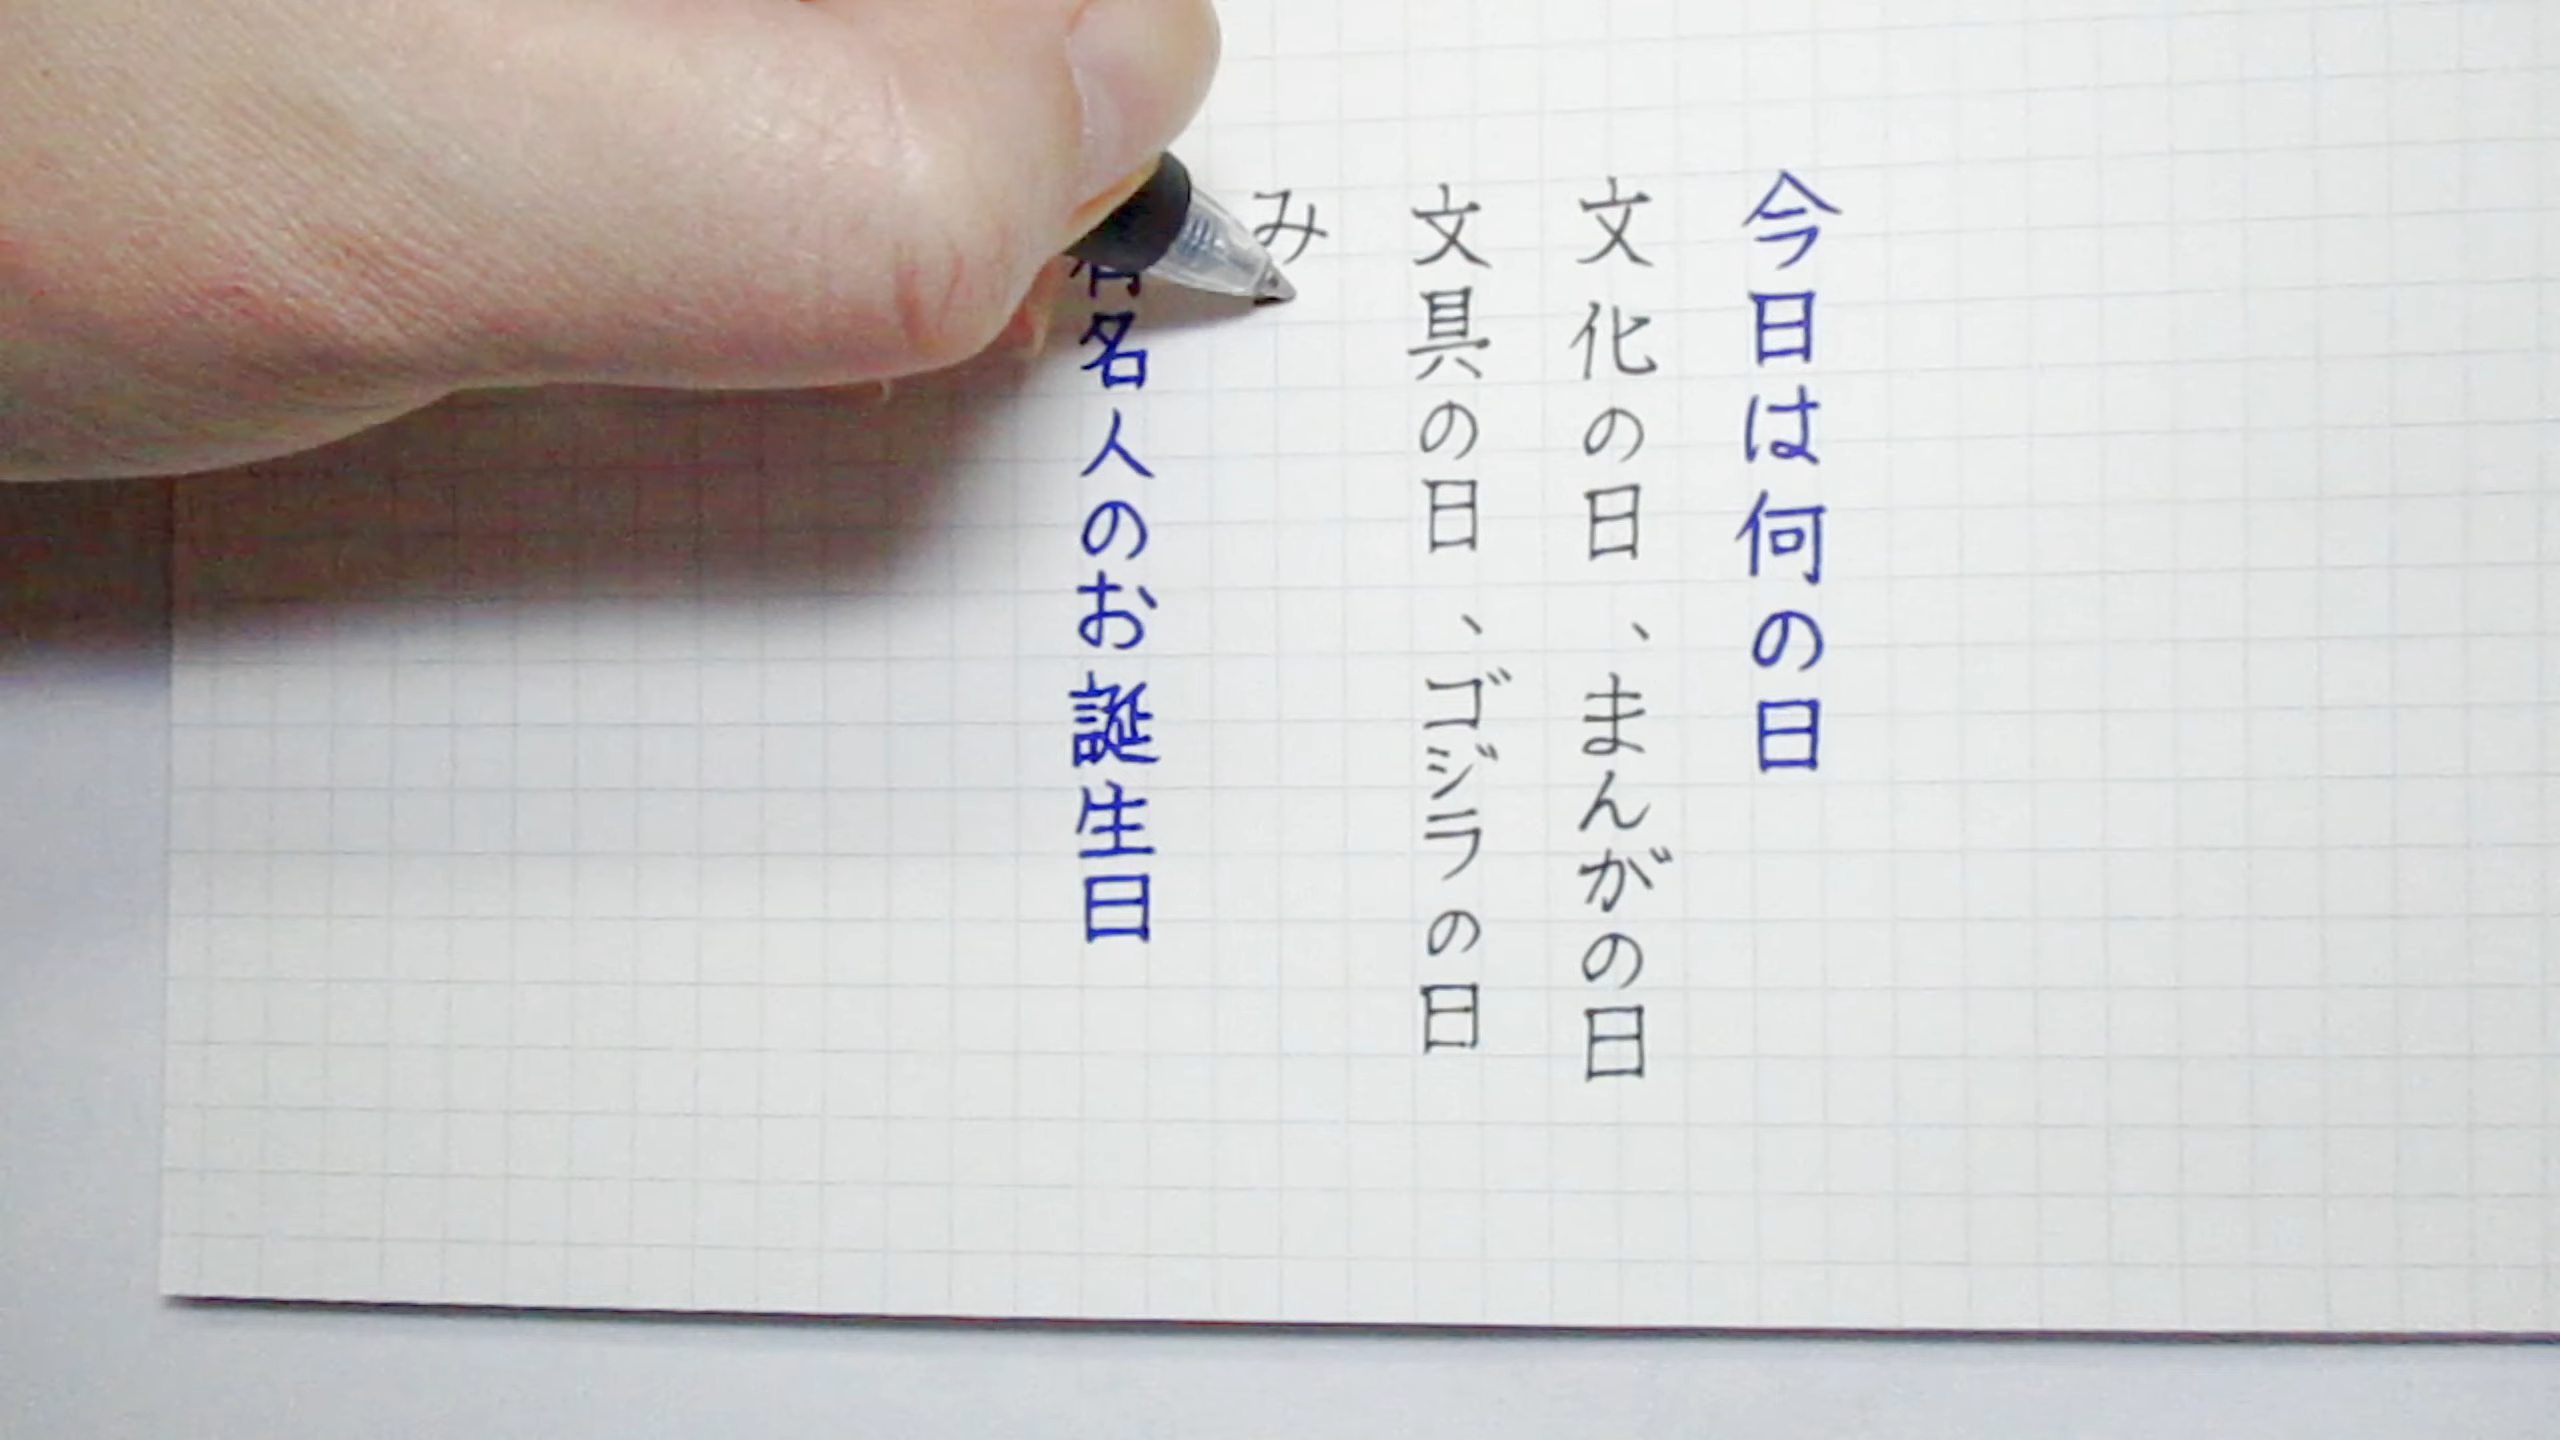 今日は何の日
文化の日、まんがの日
文具の日、ゴジラの日
み
有名人のお誕生日